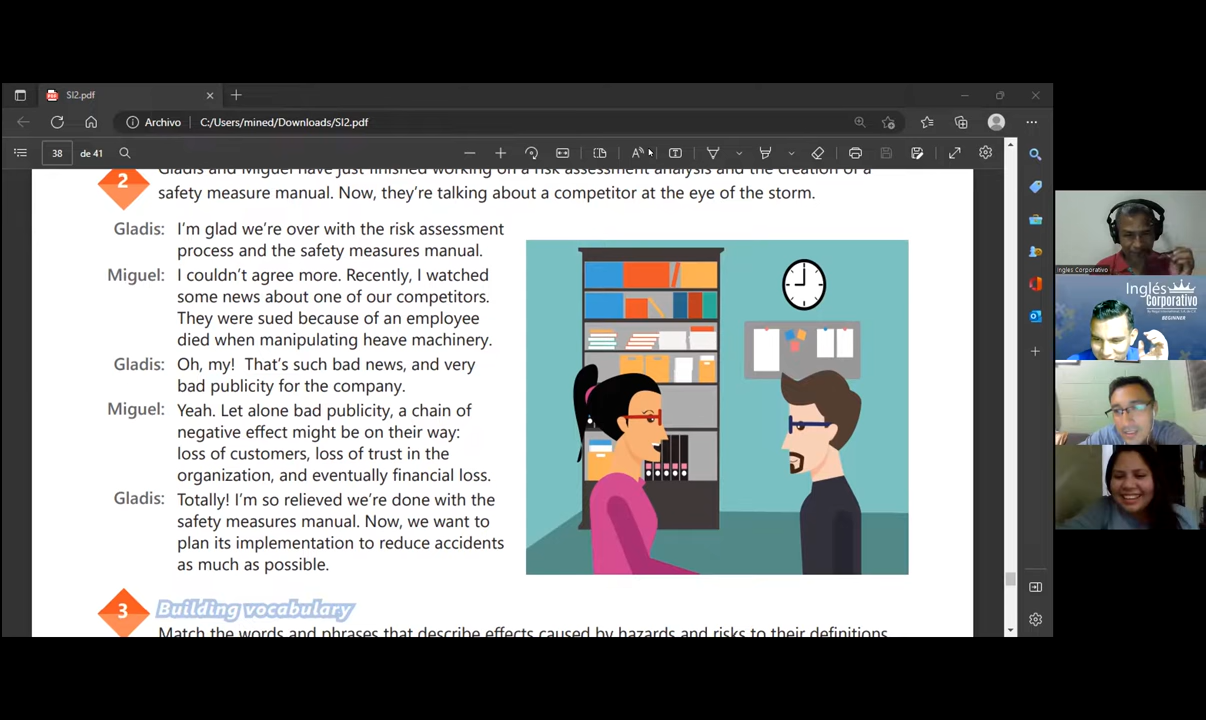 SI2.pdf
Archivo
C:/Users/mined/Downloads/SI2.pdf
38
de 41
2
Gladis and Miguel have just finished working on a risk assessment analysis and the creation of a
safety measure manual. Now, they're talking about a competitor at the eye of the storm.
Gladis: I'm glad we're over with the risk assessment
process and the safety measures manual.
Miguel: I couldn't agree more. Recently, I watched
some news about one of our competitors.
They were sued because of an employee
died when manipulating heave machinery.
Gladis: Oh, my! That's such bad news, and very
bad publicity for the company.
Miguel: Yeah. Let alone bad publicity, a chain of
negative effect might be on their way:
loss of customers, loss of trust in the
organization, and eventually financial loss.
Gladis: Totally! I'm so relieved we're done with the
safety measures manual. Now, we want to
plan its implementation to reduce accidents
as much as possible.
3
Building vocabulary
Match the words and phrases that describe effects caused by hazards and risks to their definitions
Inglés Corporativo
Inglés
Corporativo
BEGINNER